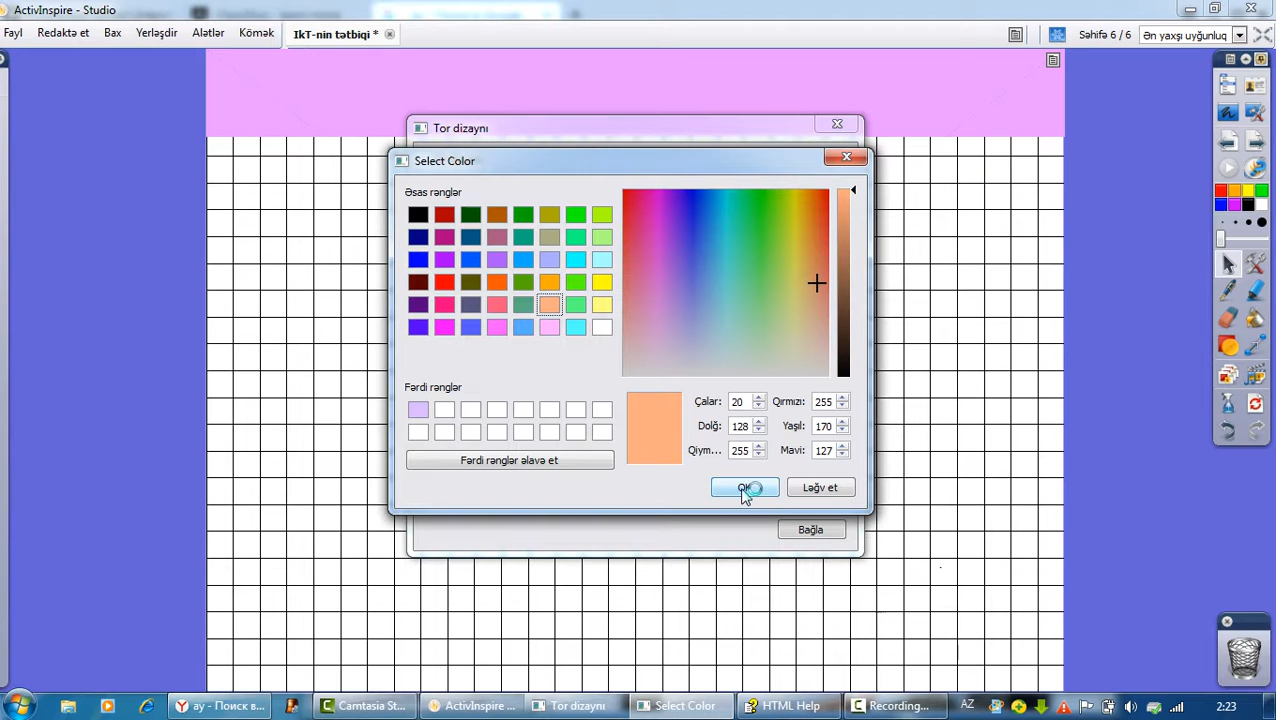 ActivInspire - Studio
Fayl Redaktə et Bax Yerləşdir Alətlər Kömək IkT-nin tətbiqi * Səhifə 6 / 6 Ən yaxşı uyğunluq
Tor dizaynı
Select Color
Əsas rənglər
Fərdi rənglər
Çalar: 20 Qırmızı: 255
Dolğ: 128 Yaşıl: 170
Qiym... 255 Mavi: 127
Fərdi rənglər əlavə et
OK Ləğv et
Bağla
ay - Поиск в... Camtasia St... ActivInspire ... Tor dizaynı Select Color HTML Help Recording... AZ 2:23